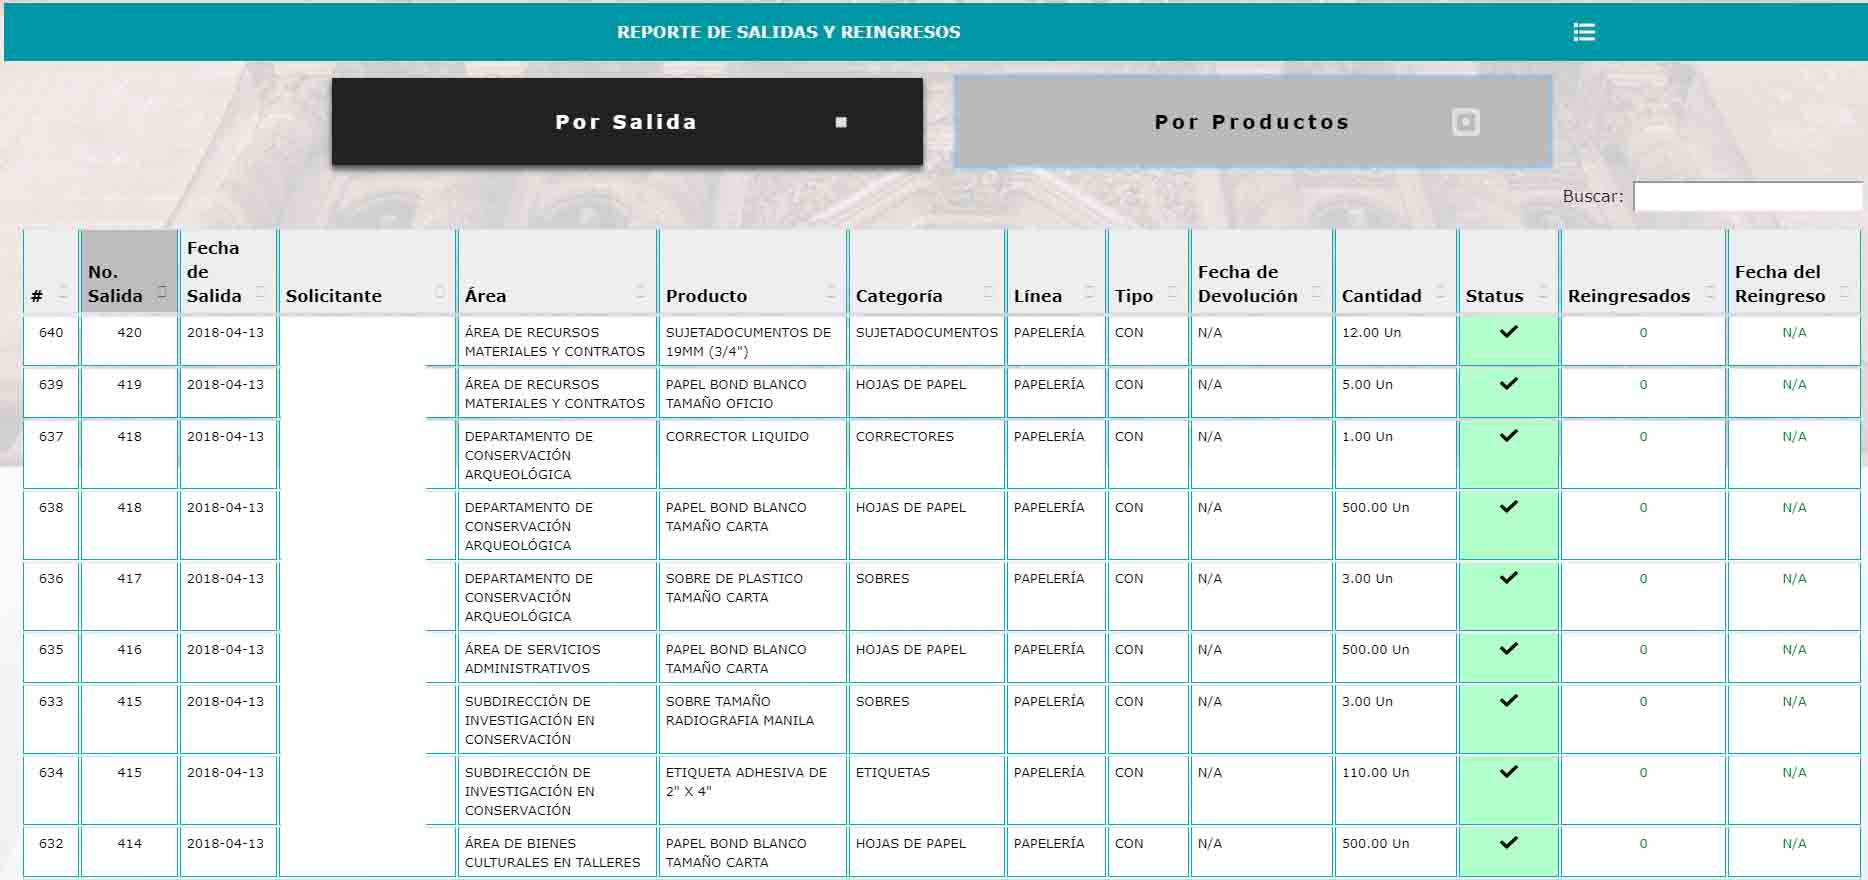 REPORTE DE SALIDAS Y REINGRESOS
Por Salida
Por Productos
Buscar:
# No. Salida Fecha de Salida Solicitante Área Producto Categoría Línea Tipo Fecha de Devolución Cantidad Status Reingresados Fecha del Reingreso
640 420 2018-04-13 ÁREA DE RECURSOS MATERIALES Y CONTRATOS SUJETADOCUMENTOS DE 19MM (3/4") SUJETADOCUMENTOS PAPELERÍA CON N/A 12.00 Un 0 N/A
639 419 2018-04-13 ÁREA DE RECURSOS MATERIALES Y CONTRATOS PAPEL BOND BLANCO TAMAÑO OFICIO HOJAS DE PAPEL PAPELERÍA CON N/A 5.00 Un 0 N/A
637 418 2018-04-13 DEPARTAMENTO DE CONSERVACIÓN ARQUEOLÓGICA CORRECTOR LIQUIDO CORRECTORES PAPELERÍA CON N/A 1.00 Un 0 N/A
638 418 2018-04-13 DEPARTAMENTO DE CONSERVACIÓN ARQUEOLÓGICA PAPEL BOND BLANCO TAMAÑO CARTA HOJAS DE PAPEL PAPELERÍA CON N/A 500.00 Un 0 N/A
636 417 2018-04-13 DEPARTAMENTO DE CONSERVACIÓN ARQUEOLÓGICA SOBRE DE PLASTICO TAMAÑO CARTA SOBRES PAPELERÍA CON N/A 3.00 Un 0 N/A
635 416 2018-04-13 ÁREA DE SERVICIOS ADMINISTRATIVOS PAPEL BOND BLANCO TAMAÑO CARTA HOJAS DE PAPEL PAPELERÍA CON N/A 500.00 Un 0 N/A
633 415 2018-04-13 SUBDIRECCIÓN DE INVESTIGACIÓN EN CONSERVACIÓN SOBRE TAMAÑO RADIOGRAFIA MANILA SOBRES PAPELERÍA CON N/A 3.00 Un 0 N/A
634 415 2018-04-13 SUBDIRECCIÓN DE INVESTIGACIÓN EN CONSERVACIÓN ETIQUETA ADHESIVA DE 2" X 4" ETIQUETAS PAPELERÍA CON N/A 110.00 Un 0 N/A
632 414 2018-04-13 ÁREA DE BIENES CULTURALES EN TALLERES PAPEL BOND BLANCO TAMAÑO CARTA HOJAS DE PAPEL PAPELERÍA CON N/A 500.00 Un 0 N/A